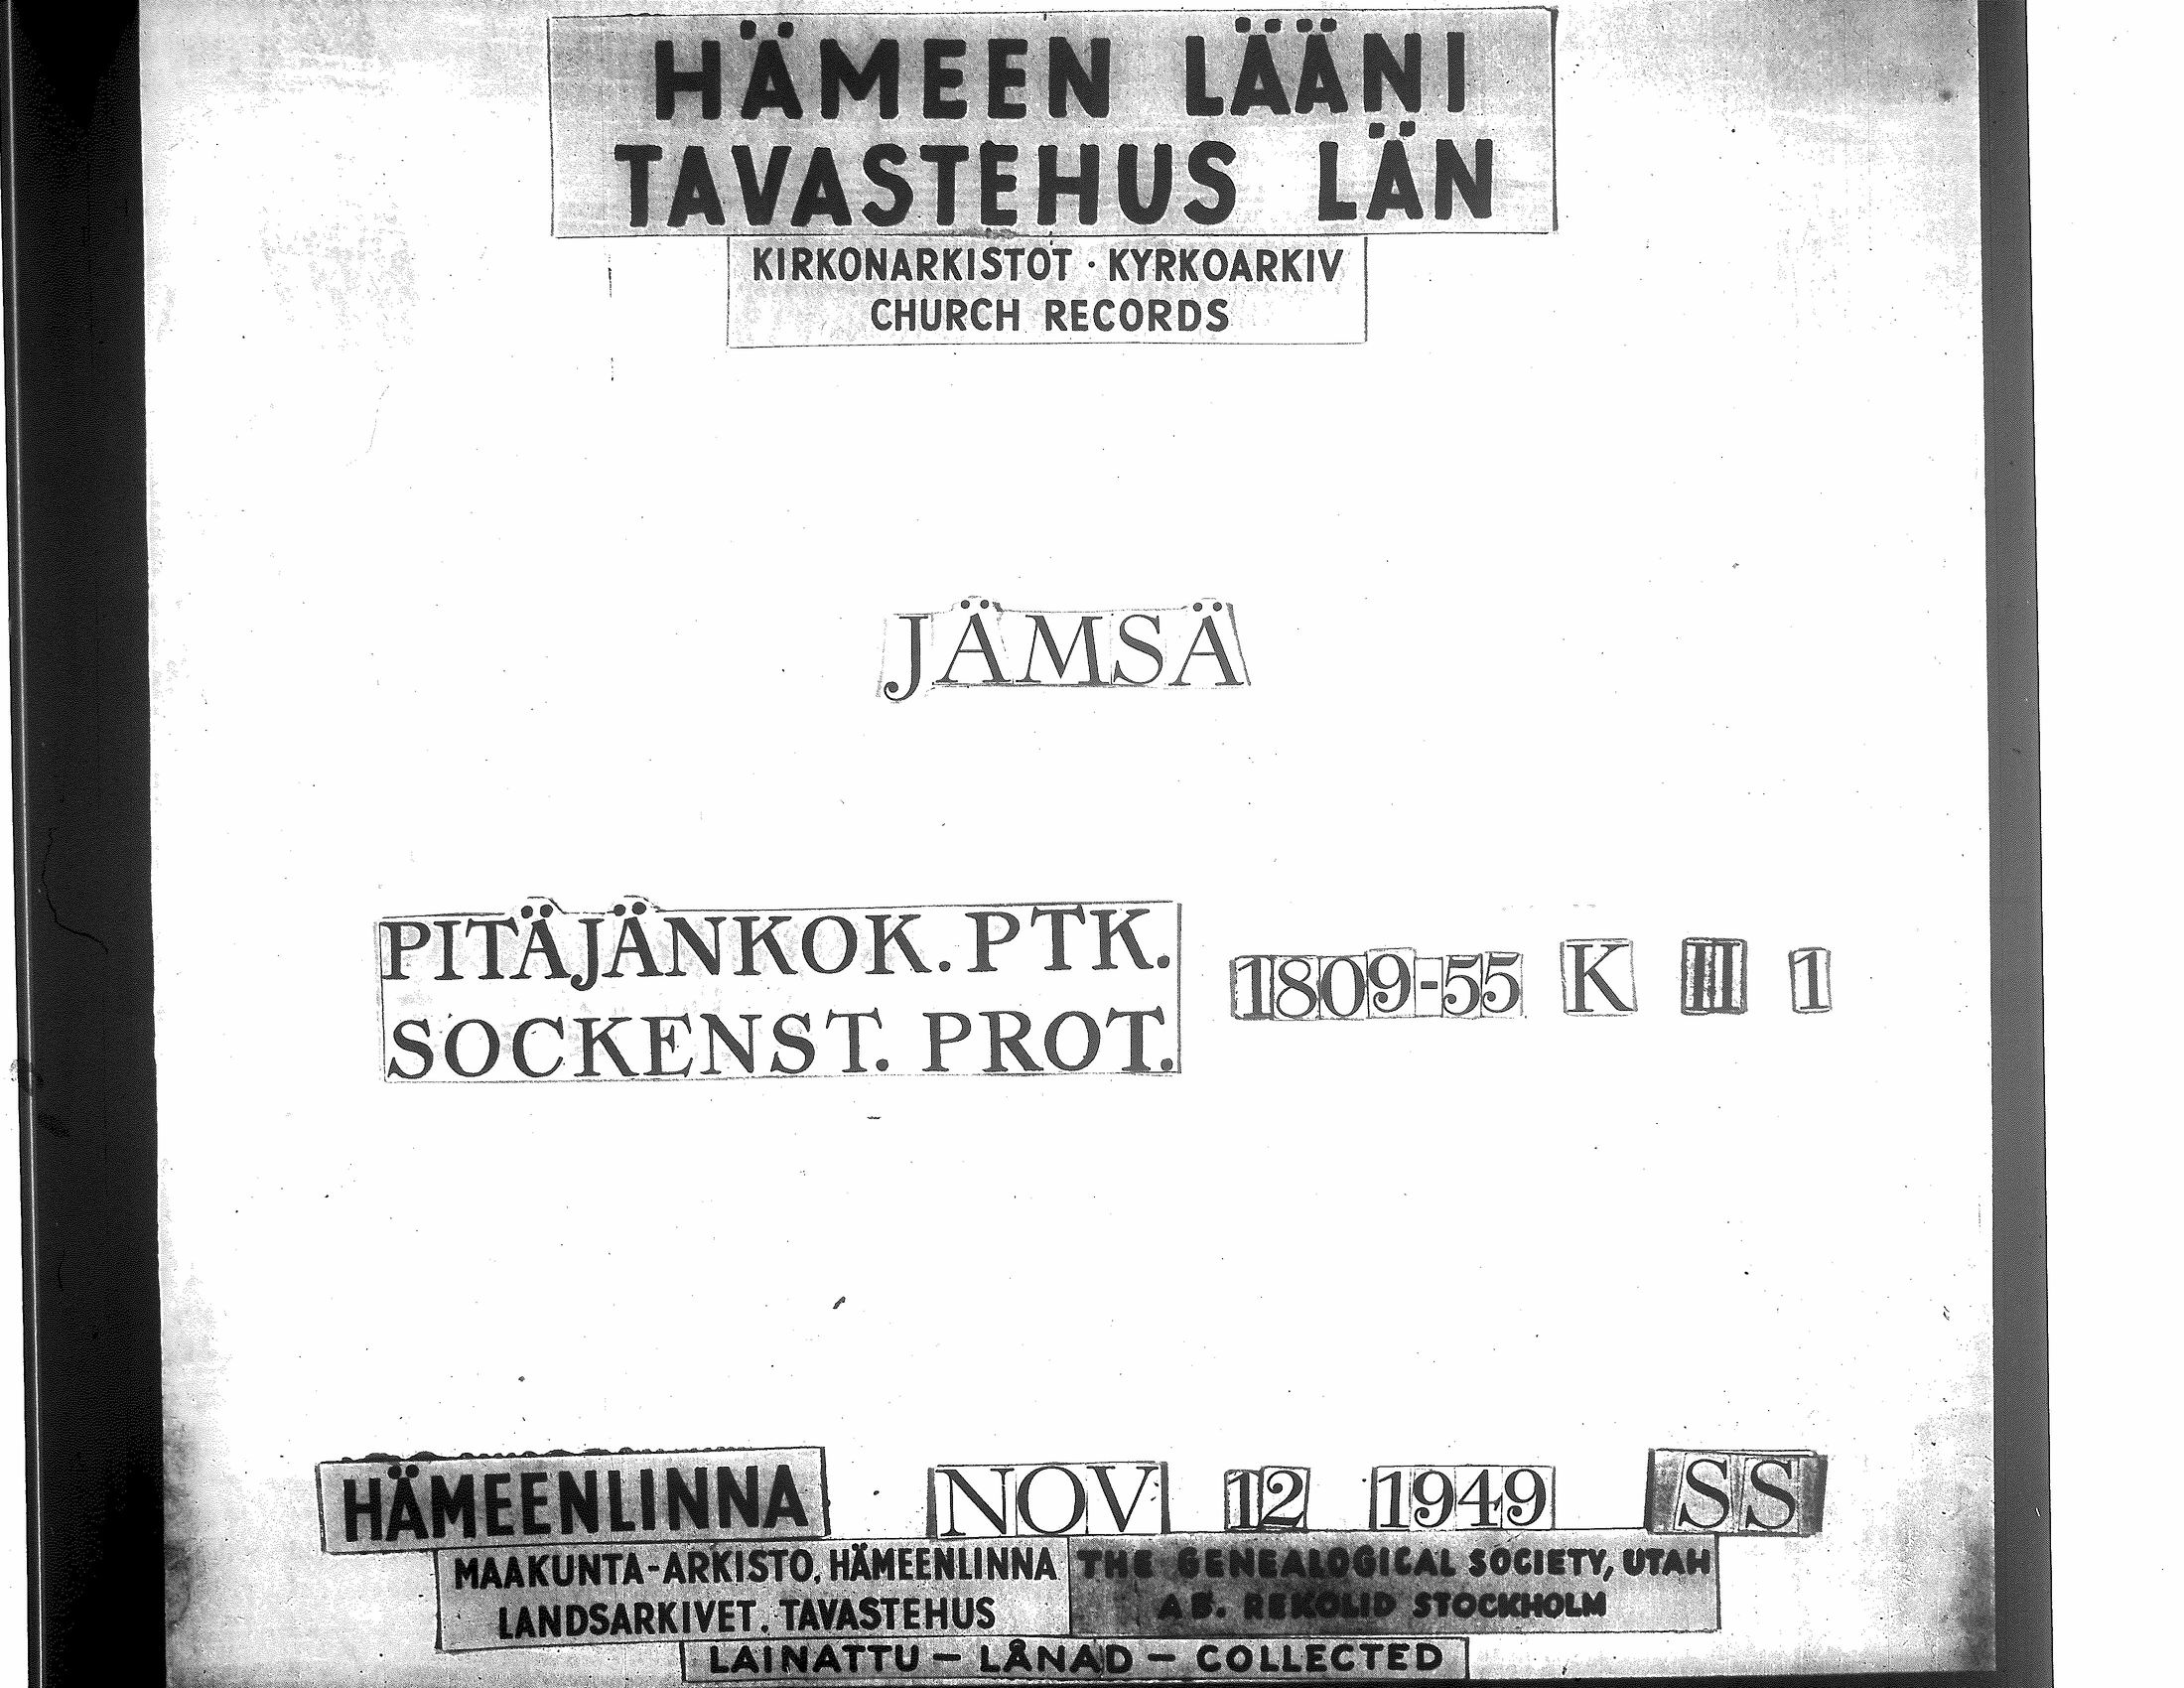 HÄMEEN LÄÄNI
TAVASTEHUS LÄN
KIRKONARKISTOT · KYRKOARKIV
CHURCH RECORDS
JÄMSÄ
PITÄJÄNKOK. PTK.
SOCKENST. PROT.
1809-55 K III 1
HÄMEENLINNA NOV 12 1949 SS
MAAKUNTA-ARKISTO, HÄMEENLINNA
LANDSARKIVET. TAVASTEHUS
THE GENEALOGICAL SOCIETY, UTAH
AB. REKOLID STOCKHOLM
LAINATTU – LÅNAD – COLLECTED